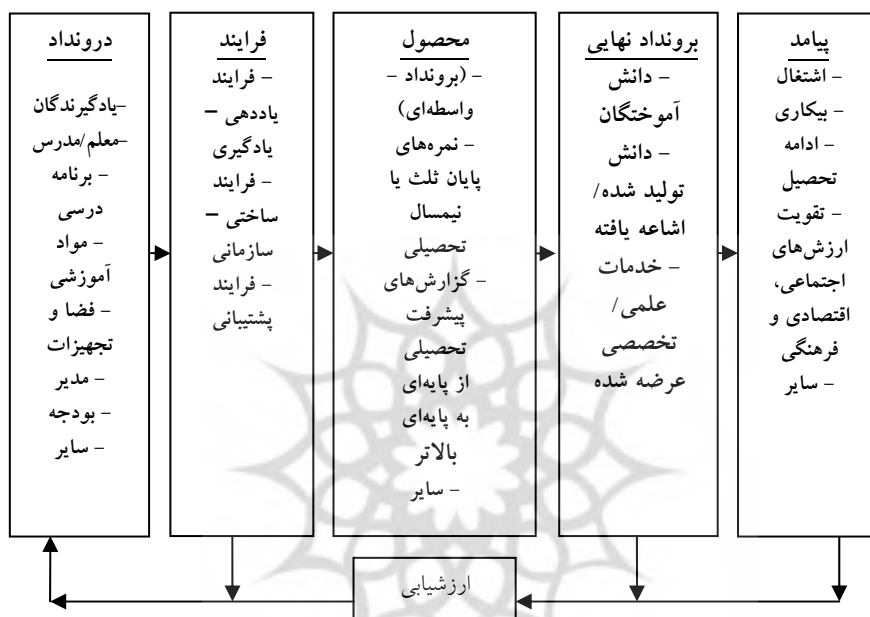 درونداد
-یادگیرندگان
-معلم/مدرس
- برنامه
درسی
- مواد
آموزشی
- فضا و
تجهیزات
- مدیر
- بودجه
- سایر
فرایند
- فرایند
یاددهی –
یادگیری
- فرایند
ساختی –
سازمانی
- فرایند
پشتیبانی
محصول
- (برونداد -
واسطه‌ای)
- نمره‌های
پایان ثلث یا
نیمسال
تحصیلی
- گزارش‌های
پیشرفت
تحصیلی
از پایه‌ای
به پایه‌ای
بالاتر
- سایر
برونداد نهایی
- دانش
آموختگان
- دانش
تولید شده/
اشاعه یافته
- خدمات
علمی/
تخصصی
عرضه شده
پیامد
- اشتغال
- بیکاری
- ادامه
تحصیل
- تقویت
ارزش‌های
اجتماعی،
اقتصادی و
فرهنگی
- سایر
ارزشیابی